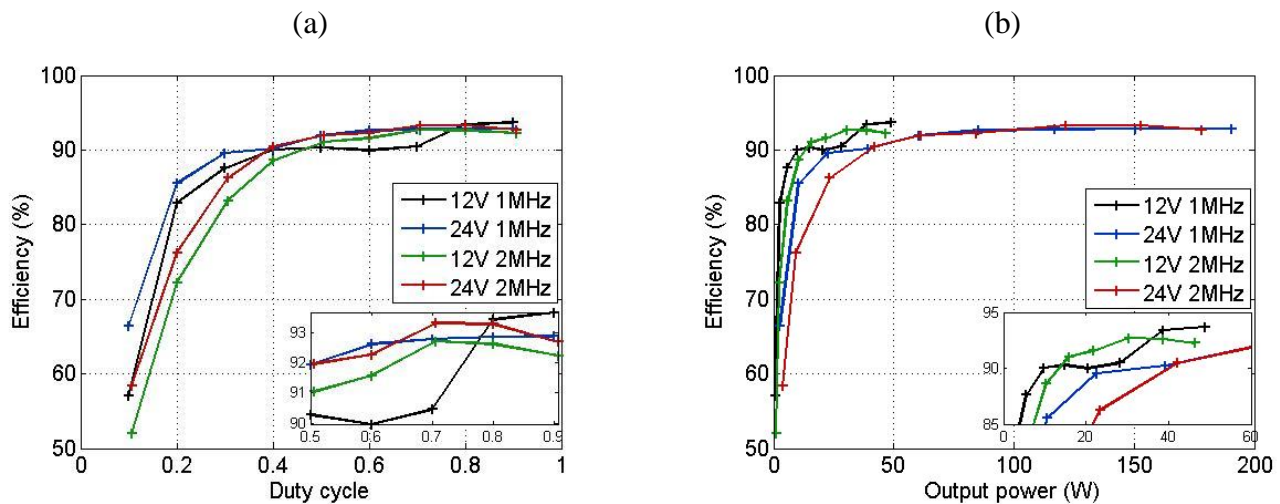 (a)
(b)
100
90
80
70
60
50
Efficiency (%)
0
0.2
0.4
0.6
0.8
1
Duty cycle
12V 1MHz
24V 1MHz
12V 2MHz
24V 2MHz
93
92
91
90
0.5
0.6
0.7
0.8
0.9
100
90
80
70
60
50
Efficiency (%)
0
50
100
150
200
Output power (W)
12V 1MHz
24V 1MHz
12V 2MHz
24V 2MHz
95
90
85
0
20
40
60